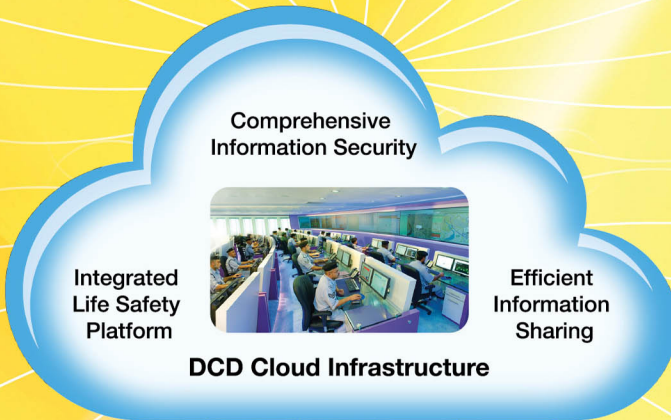 Comprehensive
Information Security
Integrated
Life Safety
Platform
Efficient
Information
Sharing
DCD Cloud Infrastructure